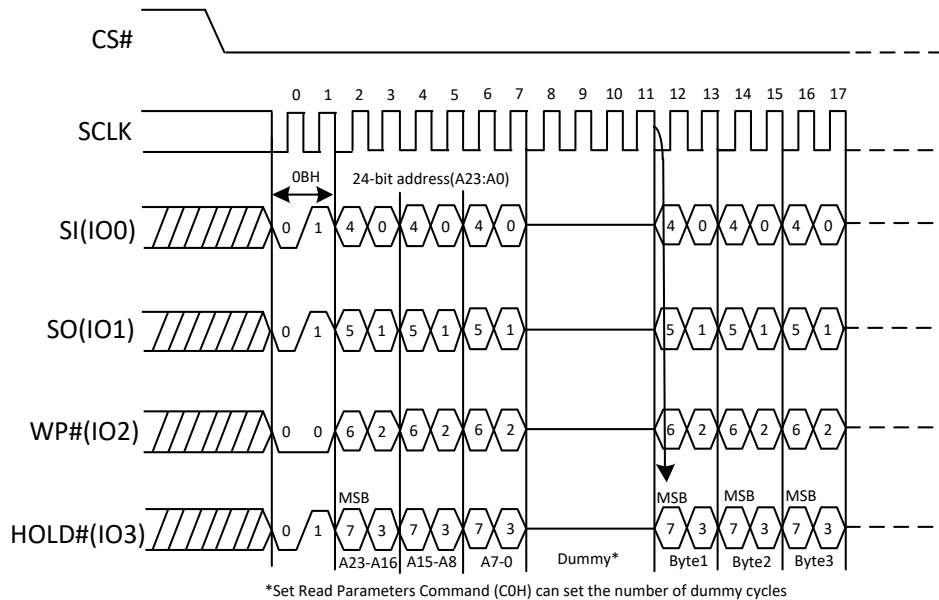 CS#
0 1 2 3 4 5 6 7 8 9 10 11 12 13 14 15 16 17
SCLK
0BH 24-bit address(A23:A0)
SI(IO0) 0 1 4 0 4 0 4 0 4 0 4 0 4 0
SO(IO1) 0 1 5 1 5 1 5 1 5 1 5 1 5 1
WP#(IO2) 0 0 6 2 6 2 6 2 6 2 6 2 6 2
MSB MSB MSB MSB
HOLD#(IO3) 0 1 7 3 7 3 7 3 7 3 7 3 7 3
A23-A16 A15-A8 A7-0 Dummy* Byte1 Byte2 Byte3
*Set Read Parameters Command (C0H) can set the number of dummy cycles